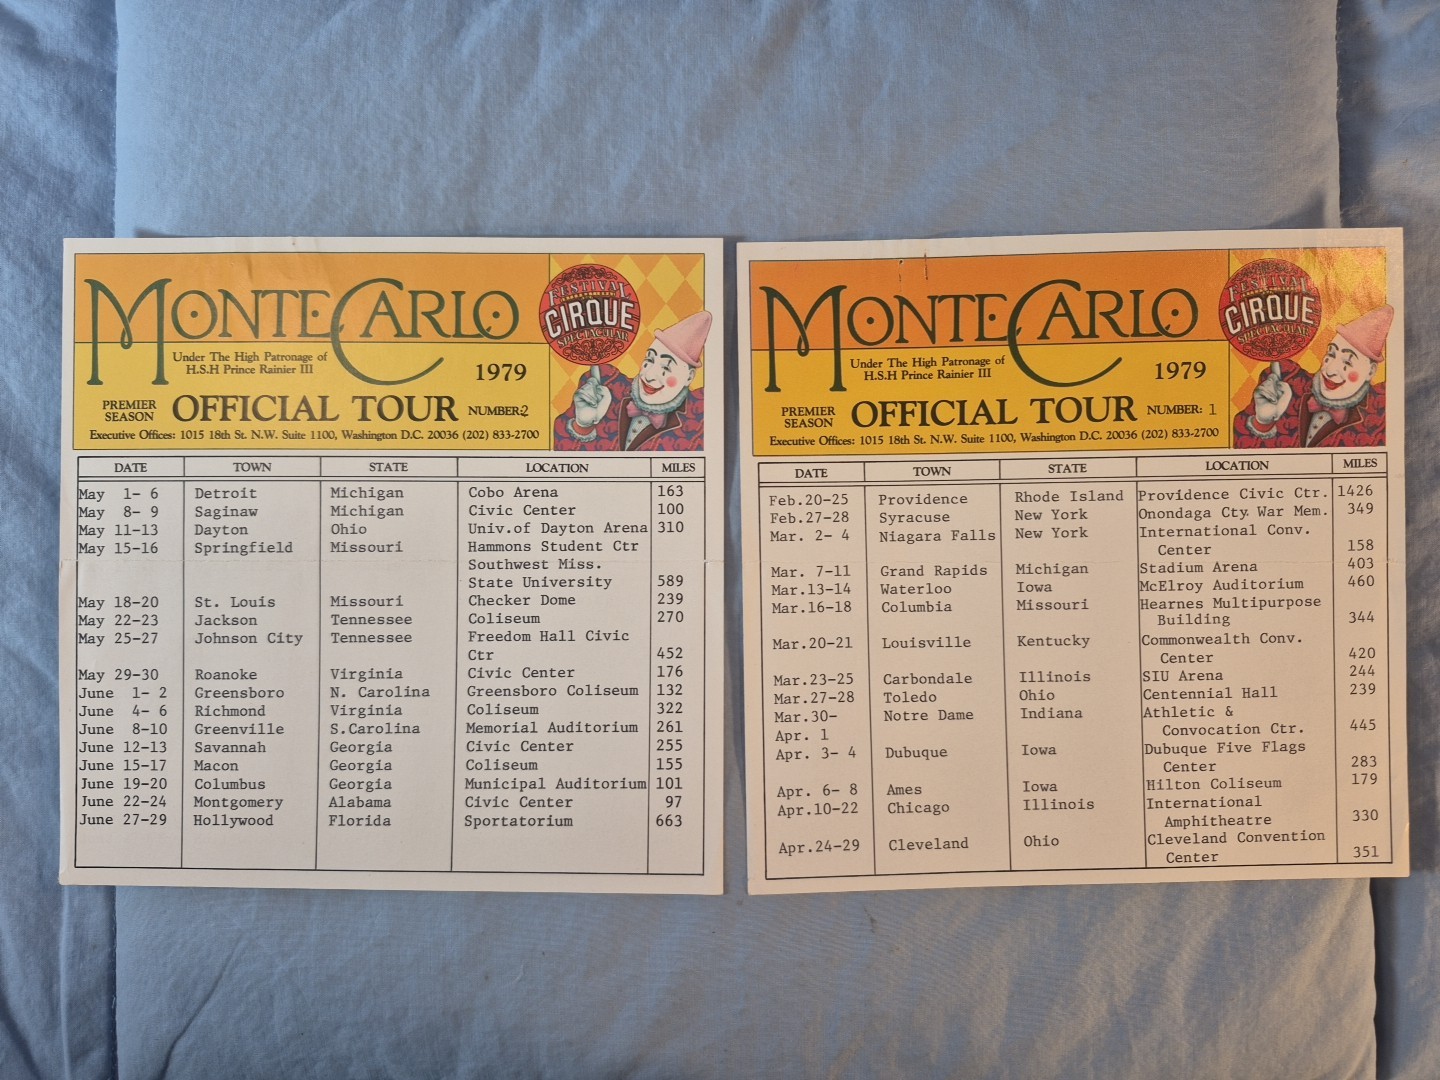 MONTE CARLO
Under The High Patronage of
H.S.H Prince Rainier III
1979
FESTIVAL
CIRQUE
SPECTACULAR
PREMIER
SEASON
OFFICIAL TOUR
NUMBER:2
Executive Offices: 1015 18th St. N.W. Suite 1100, Washington D.C. 20036 (202) 833-2700
DATE TOWN STATE LOCATION MILES
May 1- 6 Detroit Michigan Cobo Arena 163
May 8- 9 Saginaw Michigan Civic Center 100
May 11-13 Dayton Ohio Univ.of Dayton Arena 310
May 15-16 Springfield Missouri Hammons Student Ctr
Southwest Miss.
State University 589
May 18-20 St. Louis Missouri Checker Dome 239
May 22-23 Jackson Tennessee Coliseum 270
May 25-27 Johnson City Tennessee Freedom Hall Civic
Ctr 452
May 29-30 Roanoke Virginia Civic Center 176
June 1- 2 Greensboro N. Carolina Greensboro Coliseum 132
June 4- 6 Richmond Virginia Coliseum 322
June 8-10 Greenville S.Carolina Memorial Auditorium 261
June 12-13 Savannah Georgia Civic Center 255
June 15-17 Macon Georgia Coliseum 155
June 19-20 Columbus Georgia Municipal Auditorium 101
June 22-24 Montgomery Alabama Civic Center 97
June 27-29 Hollywood Florida Sportatorium 663
MONTE CARLO
Under The High Patronage of
H.S.H Prince Rainier III
1979
FESTIVAL
CIRQUE
SPECTACULAR
PREMIER
SEASON
OFFICIAL TOUR
NUMBER: 1
Executive Offices: 1015 18th St. N.W. Suite 1100, Washington D.C. 20036 (202) 833-2700
DATE TOWN STATE LOCATION MILES
Feb.20-25 Providence Rhode Island Providence Civic Ctr. 1426
Feb.27-28 Syracuse New York Onondaga Cty War Mem. 349
Mar. 2- 4 Niagara Falls New York International Conv.
Center 158
Mar. 7-11 Grand Rapids Michigan Stadium Arena 403
Mar.13-14 Waterloo Iowa McElroy Auditorium 460
Mar.16-18 Columbia Missouri Hearnes Multipurpose
Building 344
Mar.20-21 Louisville Kentucky Commonwealth Conv.
Center 420
Mar.23-25 Carbondale Illinois SIU Arena 244
Mar.27-28 Toledo Ohio Centennial Hall 239
Mar.30- Notre Dame Indiana Athletic &
Apr. 1 Convocation Ctr. 445
Apr. 3- 4 Dubuque Iowa Dubuque Five Flags
Center 283
Apr. 6- 8 Ames Iowa Hilton Coliseum 179
Apr.10-22 Chicago Illinois International
Amphitheatre 330
Apr.24-29 Cleveland Ohio Cleveland Convention
Center 351